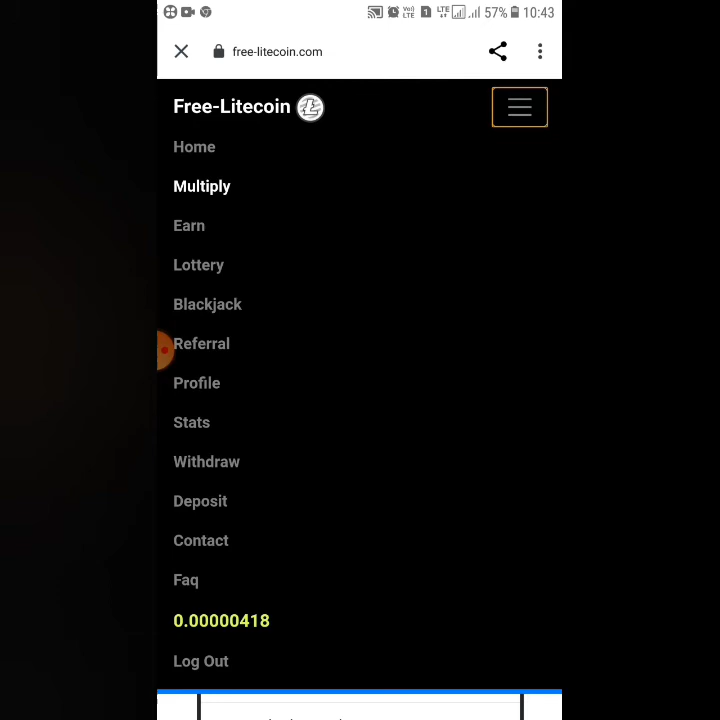 57% 10:43
free-litecoin.com
Free-Litecoin
Home
Multiply
Earn
Lottery
Blackjack
Referral
Profile
Stats
Withdraw
Deposit
Contact
Faq
0.00000418
Log Out